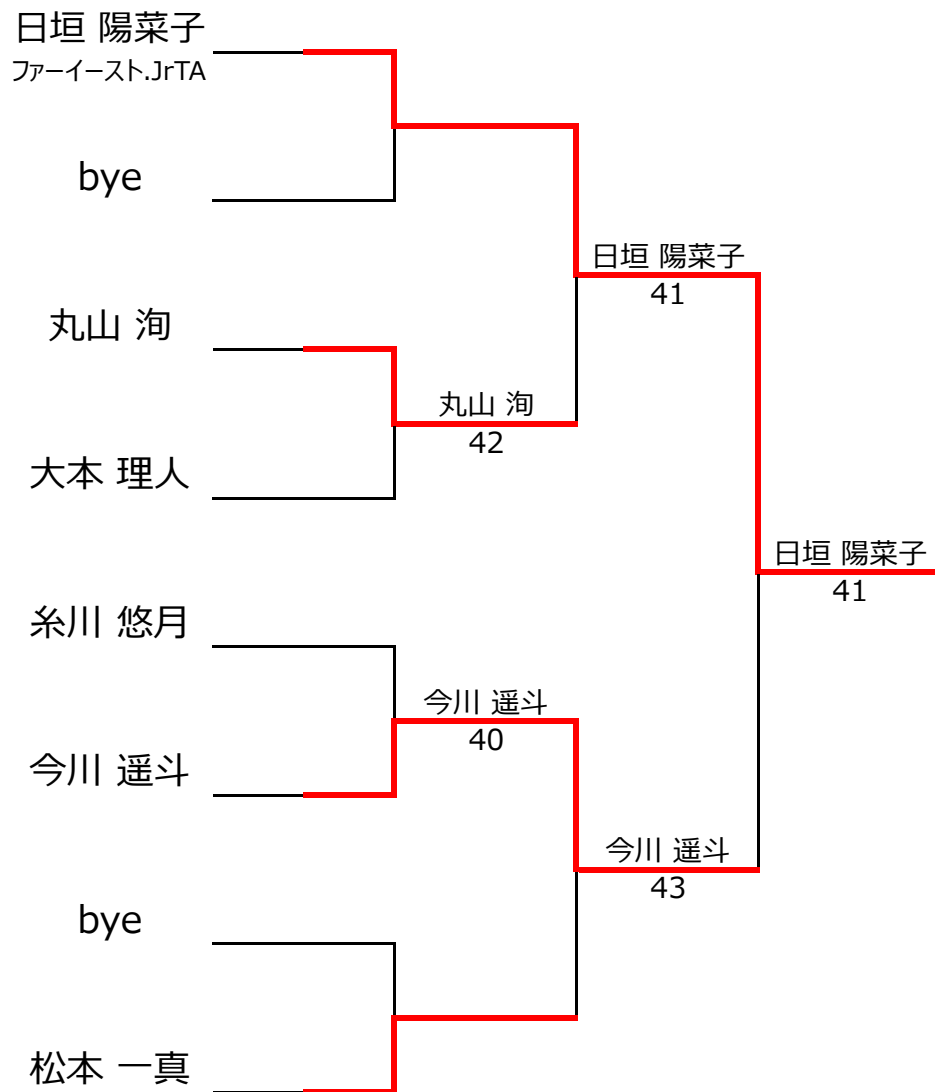 日垣 陽菜子
ファーイースト.JrTA
bye
日垣 陽菜子
41
丸山 洵
丸山 洵
42
大本 理人
日垣 陽菜子
41
糸川 悠月
今川 遥斗
40
今川 遥斗
今川 遥斗
43
bye
松本 一真